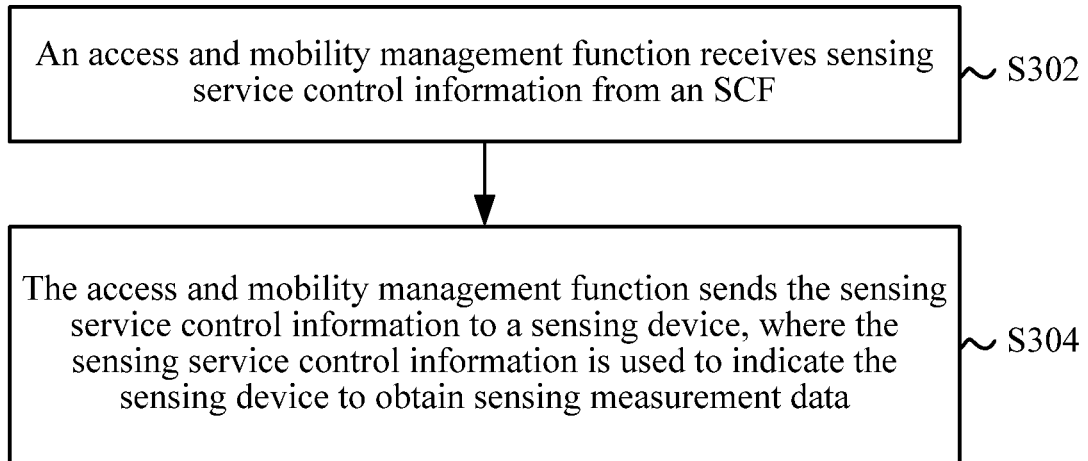 An access and mobility management function receives sensing
service control information from an SCF
S302
The access and mobility management function sends the sensing
service control information to a sensing device, where the
sensing service control information is used to indicate the
sensing device to obtain sensing measurement data
S304